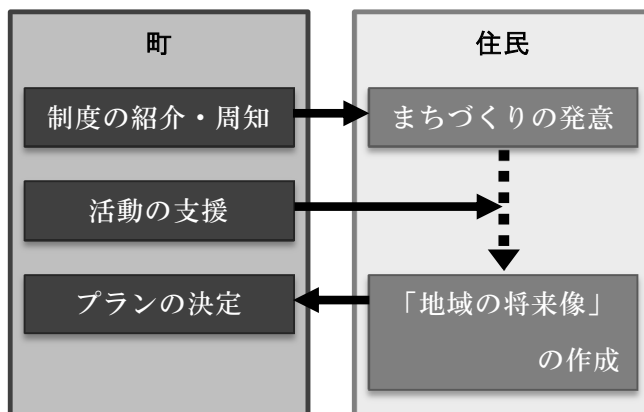 町
住民
制度の紹介・周知
まちづくりの発意
活動の支援
プランの決定
「地域の将来像」
の作成